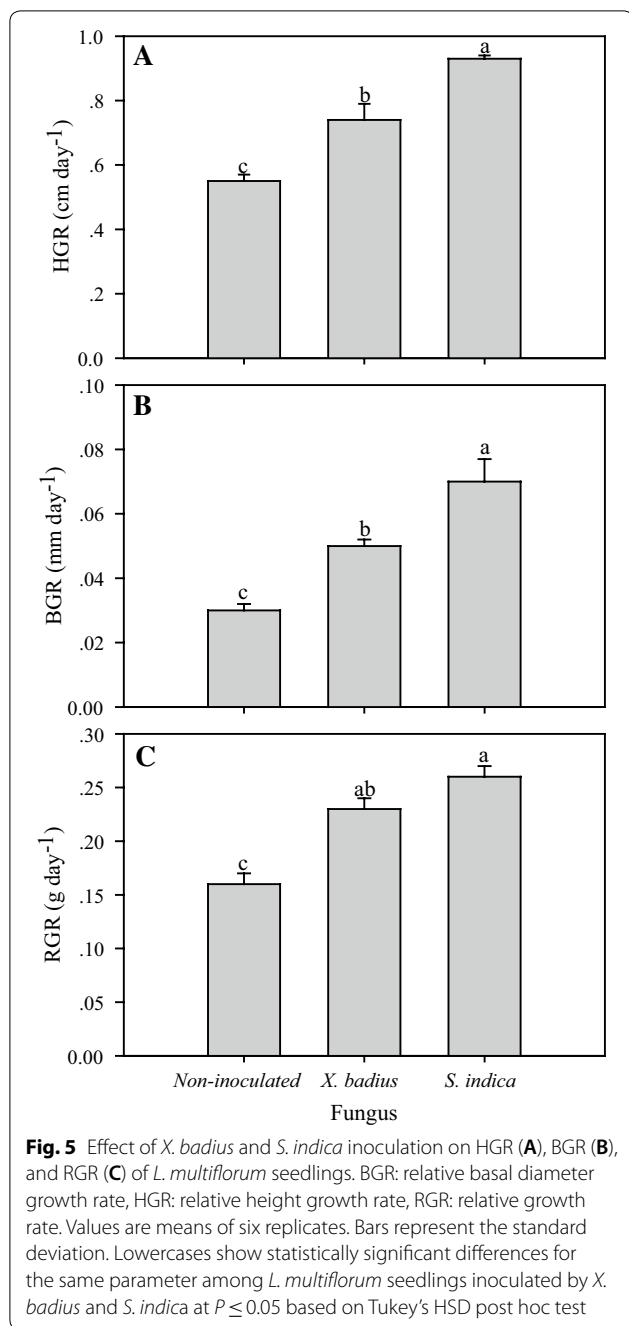 1.0
A
a
.8
b
HGR (cm day-1)
.6
c
.4
.2
0.0
.10
B
.08
a
BGR (mm day-1)
.06
b
.04
c
.02
0.00
.30
C
a
.25
ab
RGR (g day-1)
.20
c
.15
.10
.05
0.00
Non-inoculated X. badius S. indica
Fungus
Fig. 5 Effect of X. badius and S. indica inoculation on HGR (A), BGR (B),
and RGR (C) of L. multiflorum seedlings. BGR: relative basal diameter
growth rate, HGR: relative height growth rate, RGR: relative growth
rate. Values are means of six replicates. Bars represent the standard
deviation. Lowercases show statistically significant differences for
the same parameter among L. multiflorum seedlings inoculated by X.
badius and S. indica at P ≤ 0.05 based on Tukey’s HSD post hoc test